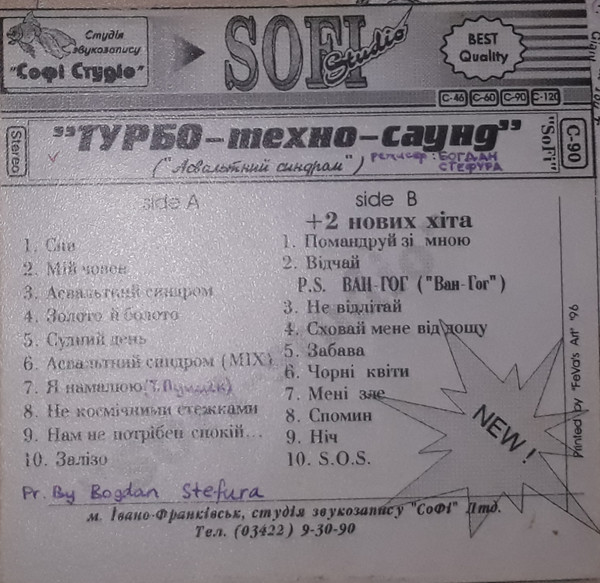 Студія
звукозапису
"Софі Студіо"
SOFI
Studio
BEST
Quality
C-46 C-60 C-90 C-120
Stereo
"ТУРБО-техно-саунд"
("Асвальтний синдром")
режисер: БОГДАН
СТЕФУРА
"SoFi"
C-90
side A
1. Сни
2. Мій човен
3. Асвальтний синдром
4. Золото й болото
5. Судний день
6. Асвальтний синдром (MIX)
7. Я намалюю
8. Не космічними стежками
9. Нам не потрібен спокій...
10. Залізо
side B
+2 нових хіта
1. Помандруй зі мною
2. Відчай
P.S. ВАН-ГОГ ("Ван-Гог")
3. Не відлітай
4. Сховай мене від дощу
5. Забава
6. Чорні квіти
7. Мені зле
8. Спомин
9. Ніч
10. S.O.S.
NEW!
Printed by "FeVa's Art" '96
Pr. By Bogdan Stefura
м. Івано-Франківськ, студія звукозапису "СоФі" Лтд.
Тел. (03422) 9-30-90